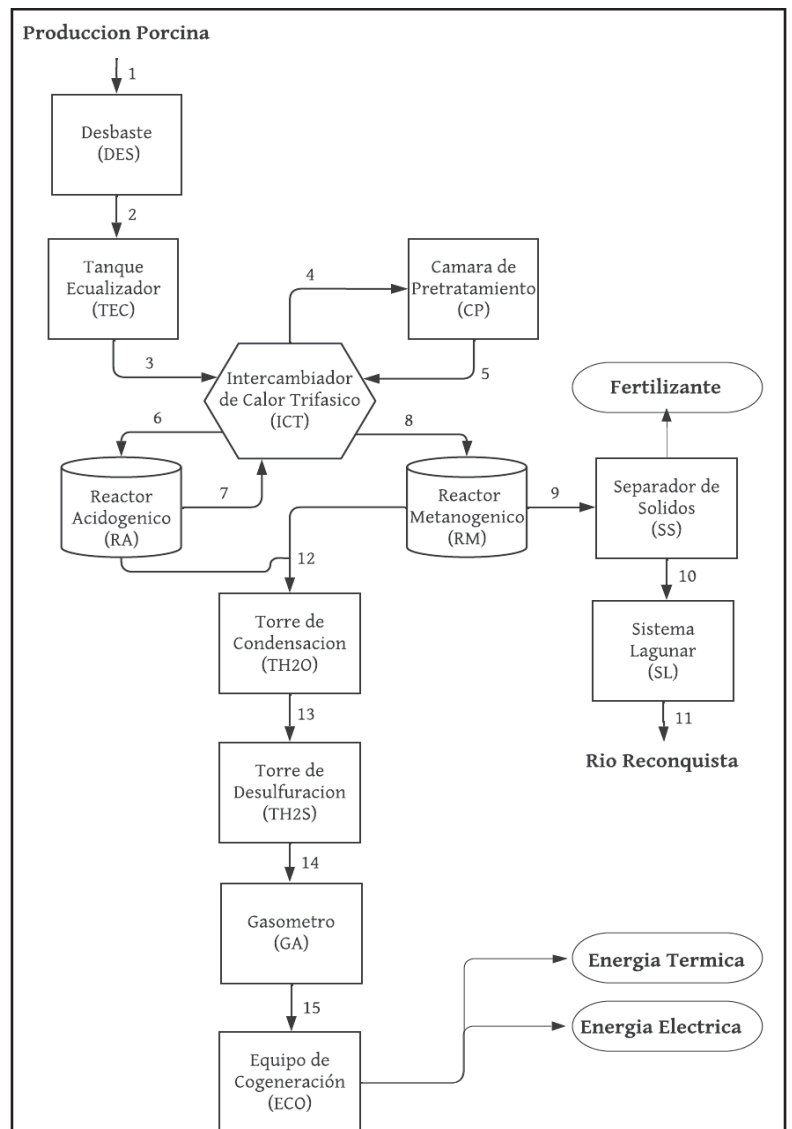 Produccion Porcina
1
Desbaste
(DES)
2
Tanque
Ecualizador
(TEC)
3
4
Camara de
Pretratamiento
(CP)
5
Intercambiador
de Calor Trifasico
(ICT)
6
7
8
Reactor
Acidogenico
(RA)
Reactor
Metanogenico
(RM)
9
Fertilizante
Separador de
Solidos
(SS)
10
Sistema
Lagunar
(SL)
11
Rio Reconquista
12
Torre de
Condensacion
(TH2O)
13
Torre de
Desulfuracion
(TH2S)
14
Gasometro
(GA)
15
Equipo de
Cogeneración
(ECO)
Energia Termica
Energia Electrica